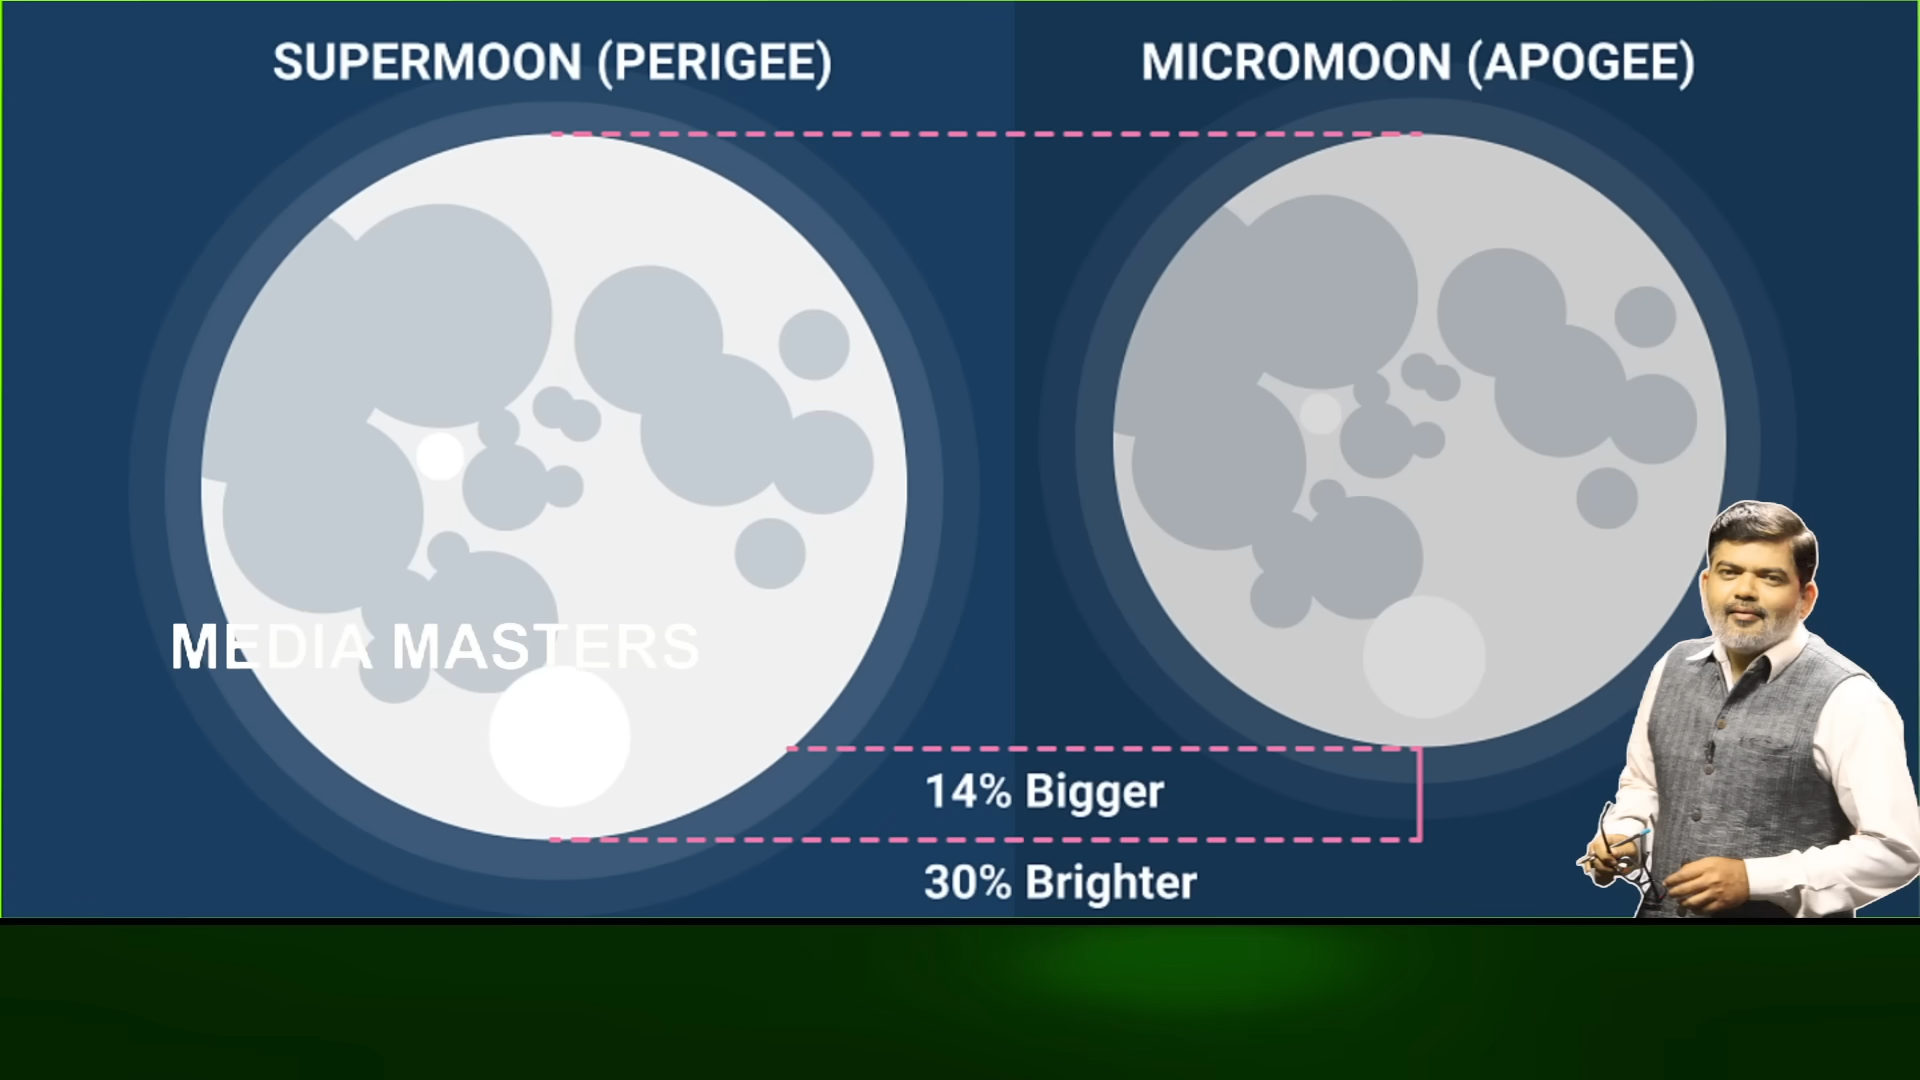 SUPERMOON (PERIGEE)
MICROMOON (APOGEE)
MEDIA MASTERS
14% Bigger
30% Brighter